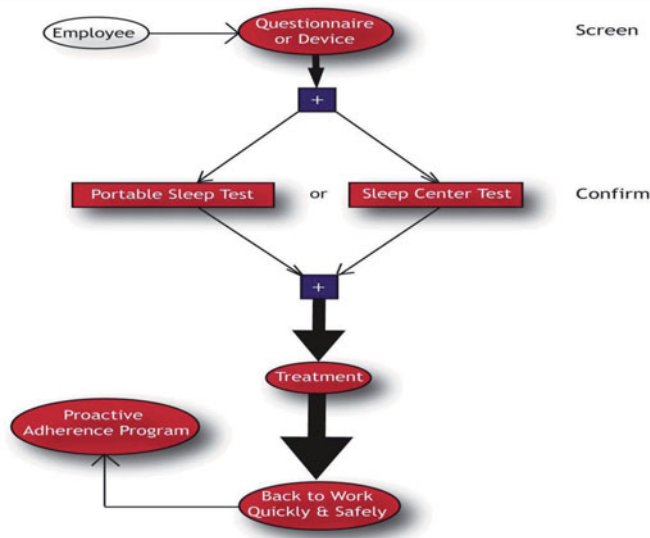 Employee
Questionnaire
or Device
Screen
+
Portable Sleep Test
or
Sleep Center Test
Confirm
+
Treatment
Proactive
Adherence Program
Back to Work
Quickly & Safely